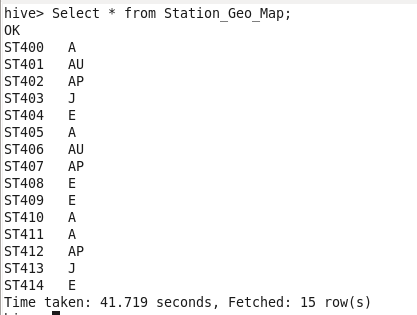 hive> Select * from Station_Geo_Map;
OK
ST400 A
ST401 AU
ST402 AP
ST403 J
ST404 E
ST405 A
ST406 AU
ST407 AP
ST408 E
ST409 E
ST410 A
ST411 A
ST412 AP
ST413 J
ST414 E
Time taken: 41.719 seconds, Fetched: 15 row(s)